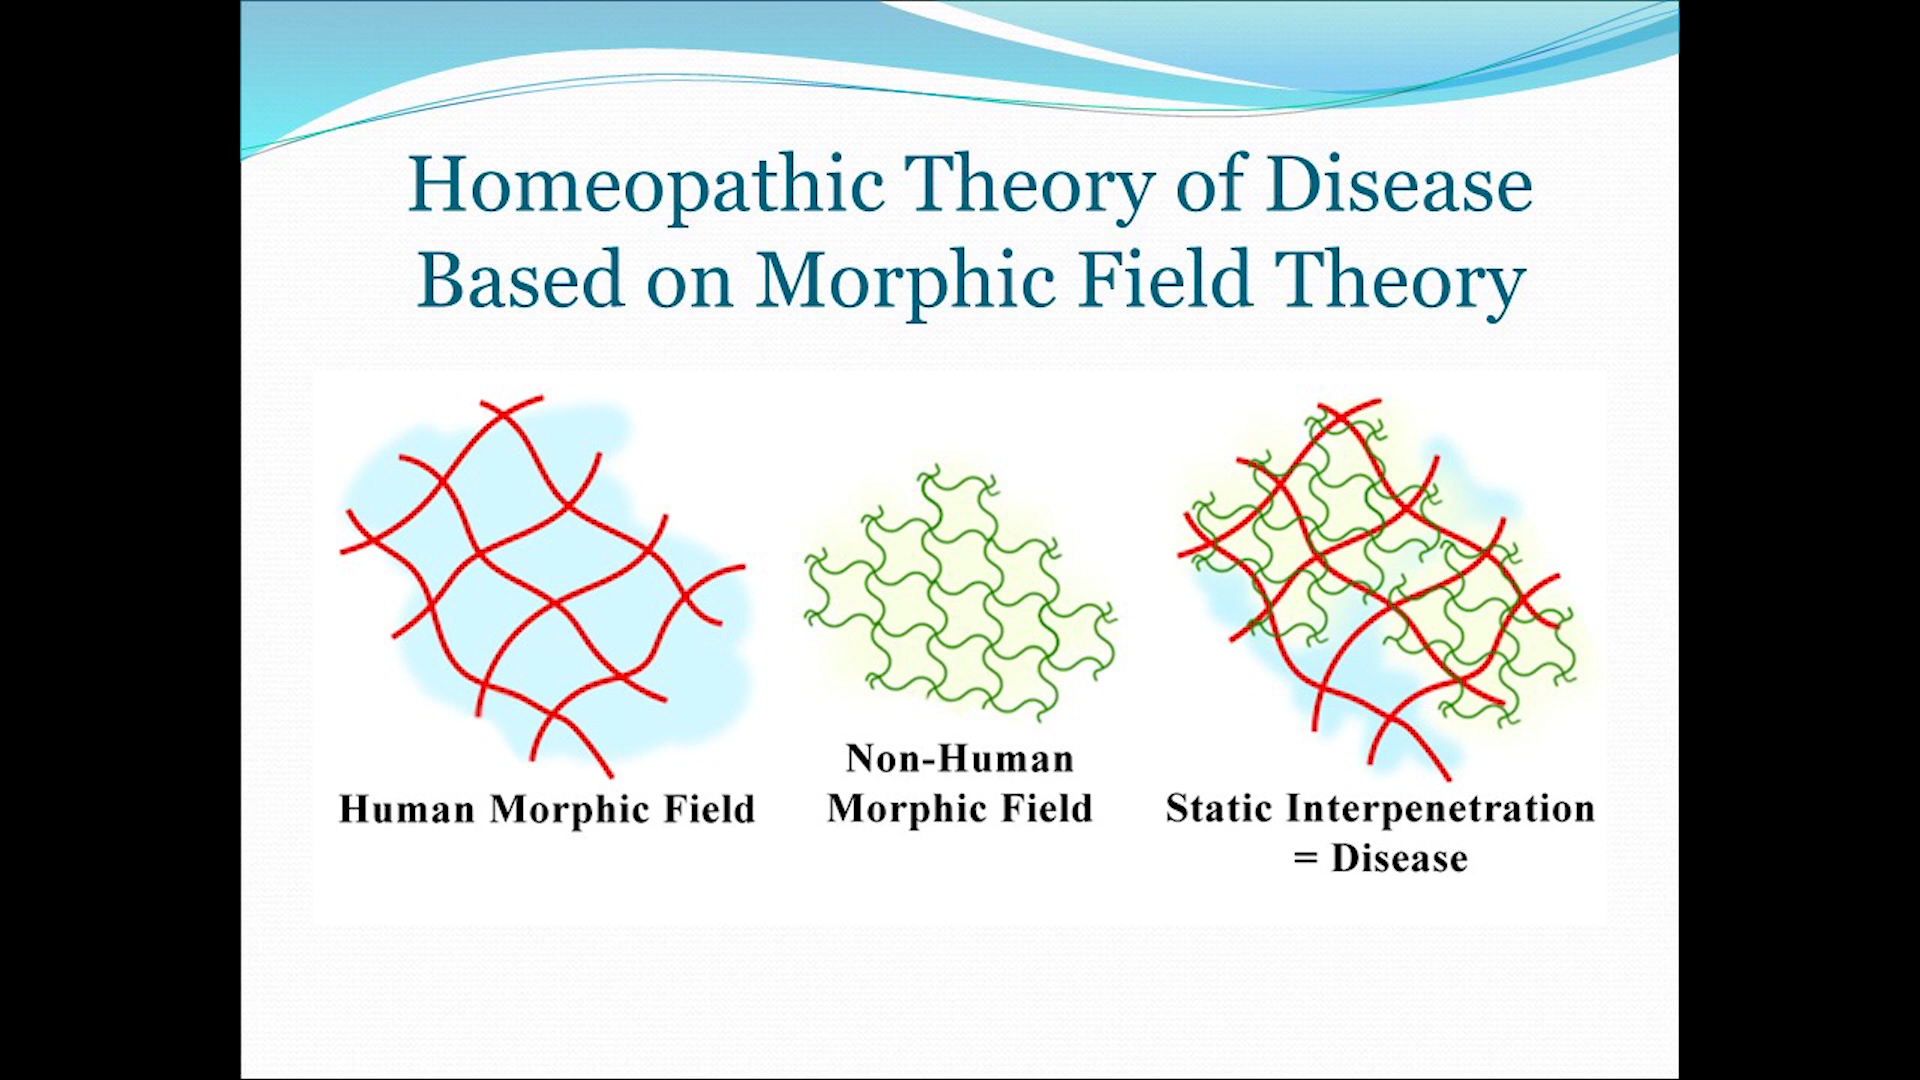 Homeopathic Theory of Disease
Based on Morphic Field Theory
Human Morphic Field
Non-Human
Morphic Field
Static Interpenetration
= Disease